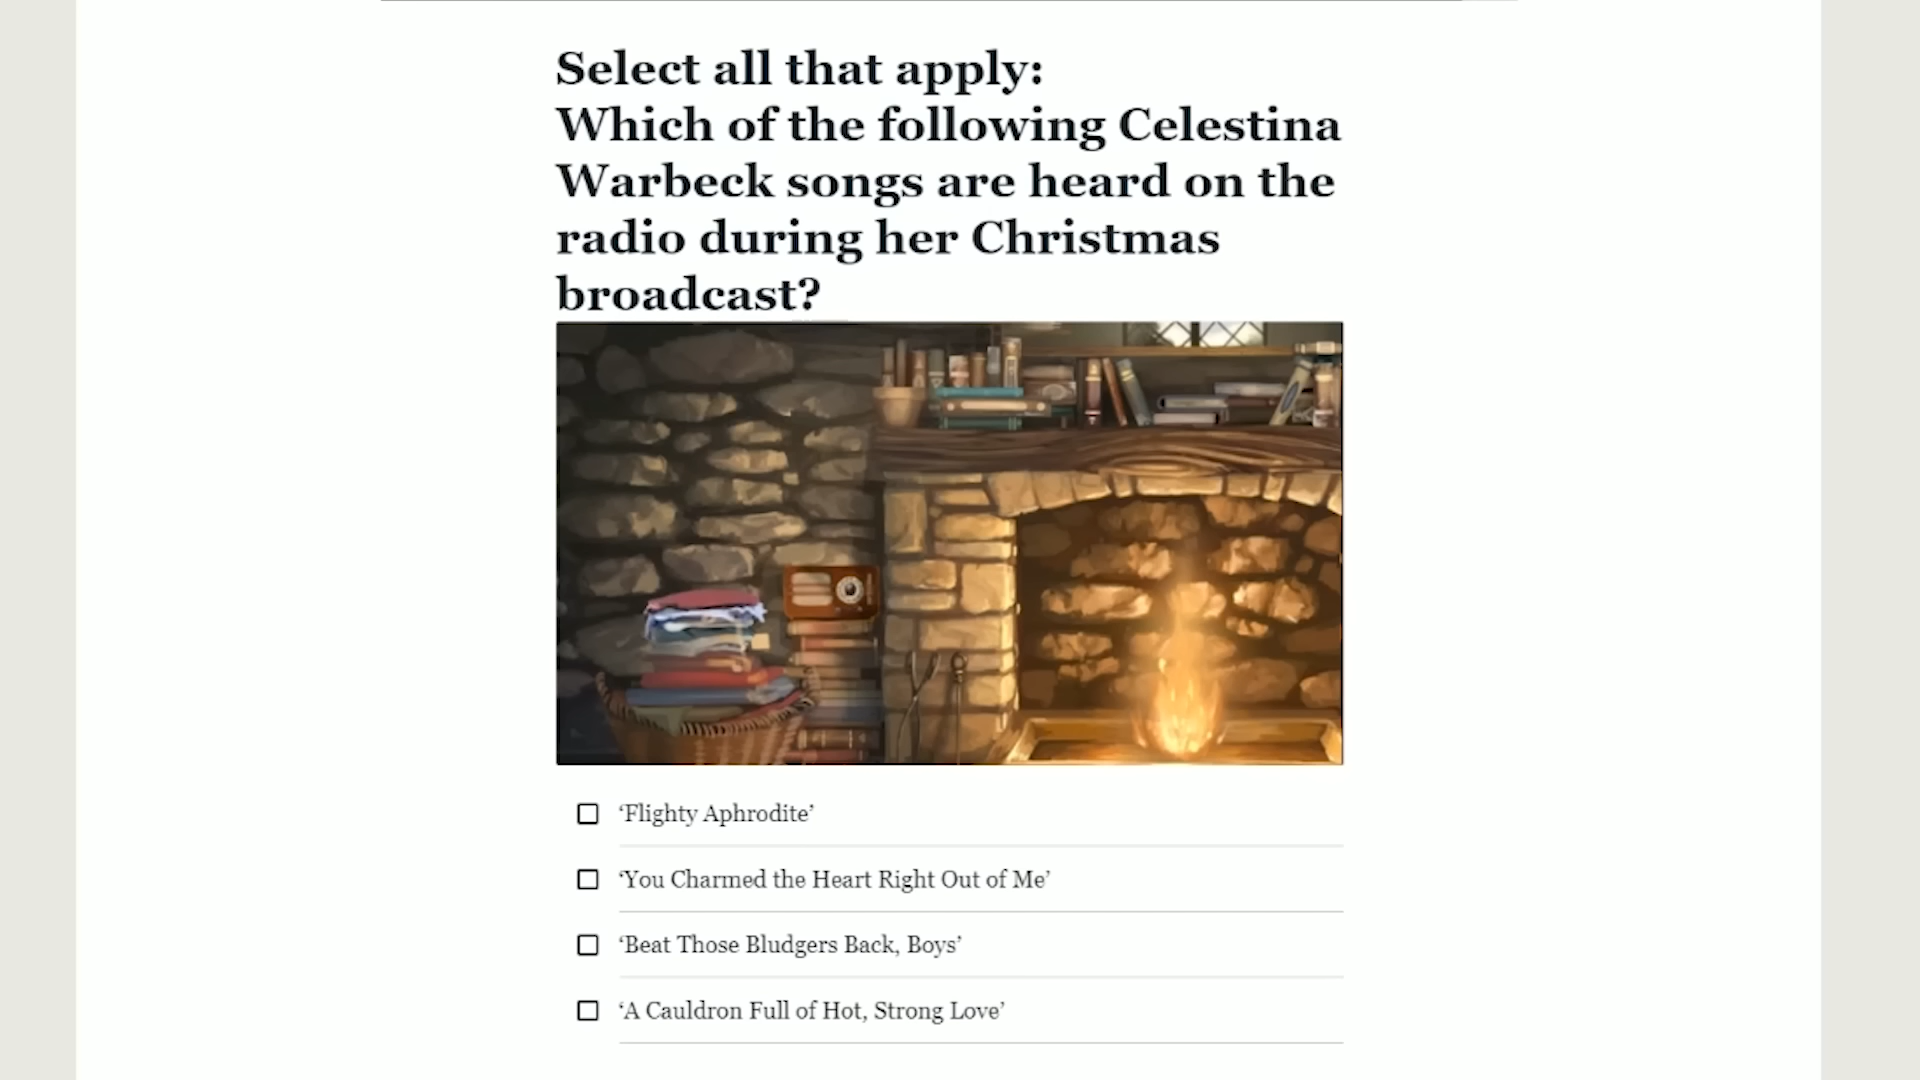 Select all that apply:
Which of the following Celestina
Warbeck songs are heard on the
radio during her Christmas
broadcast?
‘Flighty Aphrodite’
‘You Charmed the Heart Right Out of Me’
‘Beat Those Bludgers Back, Boys’
‘A Cauldron Full of Hot, Strong Love’